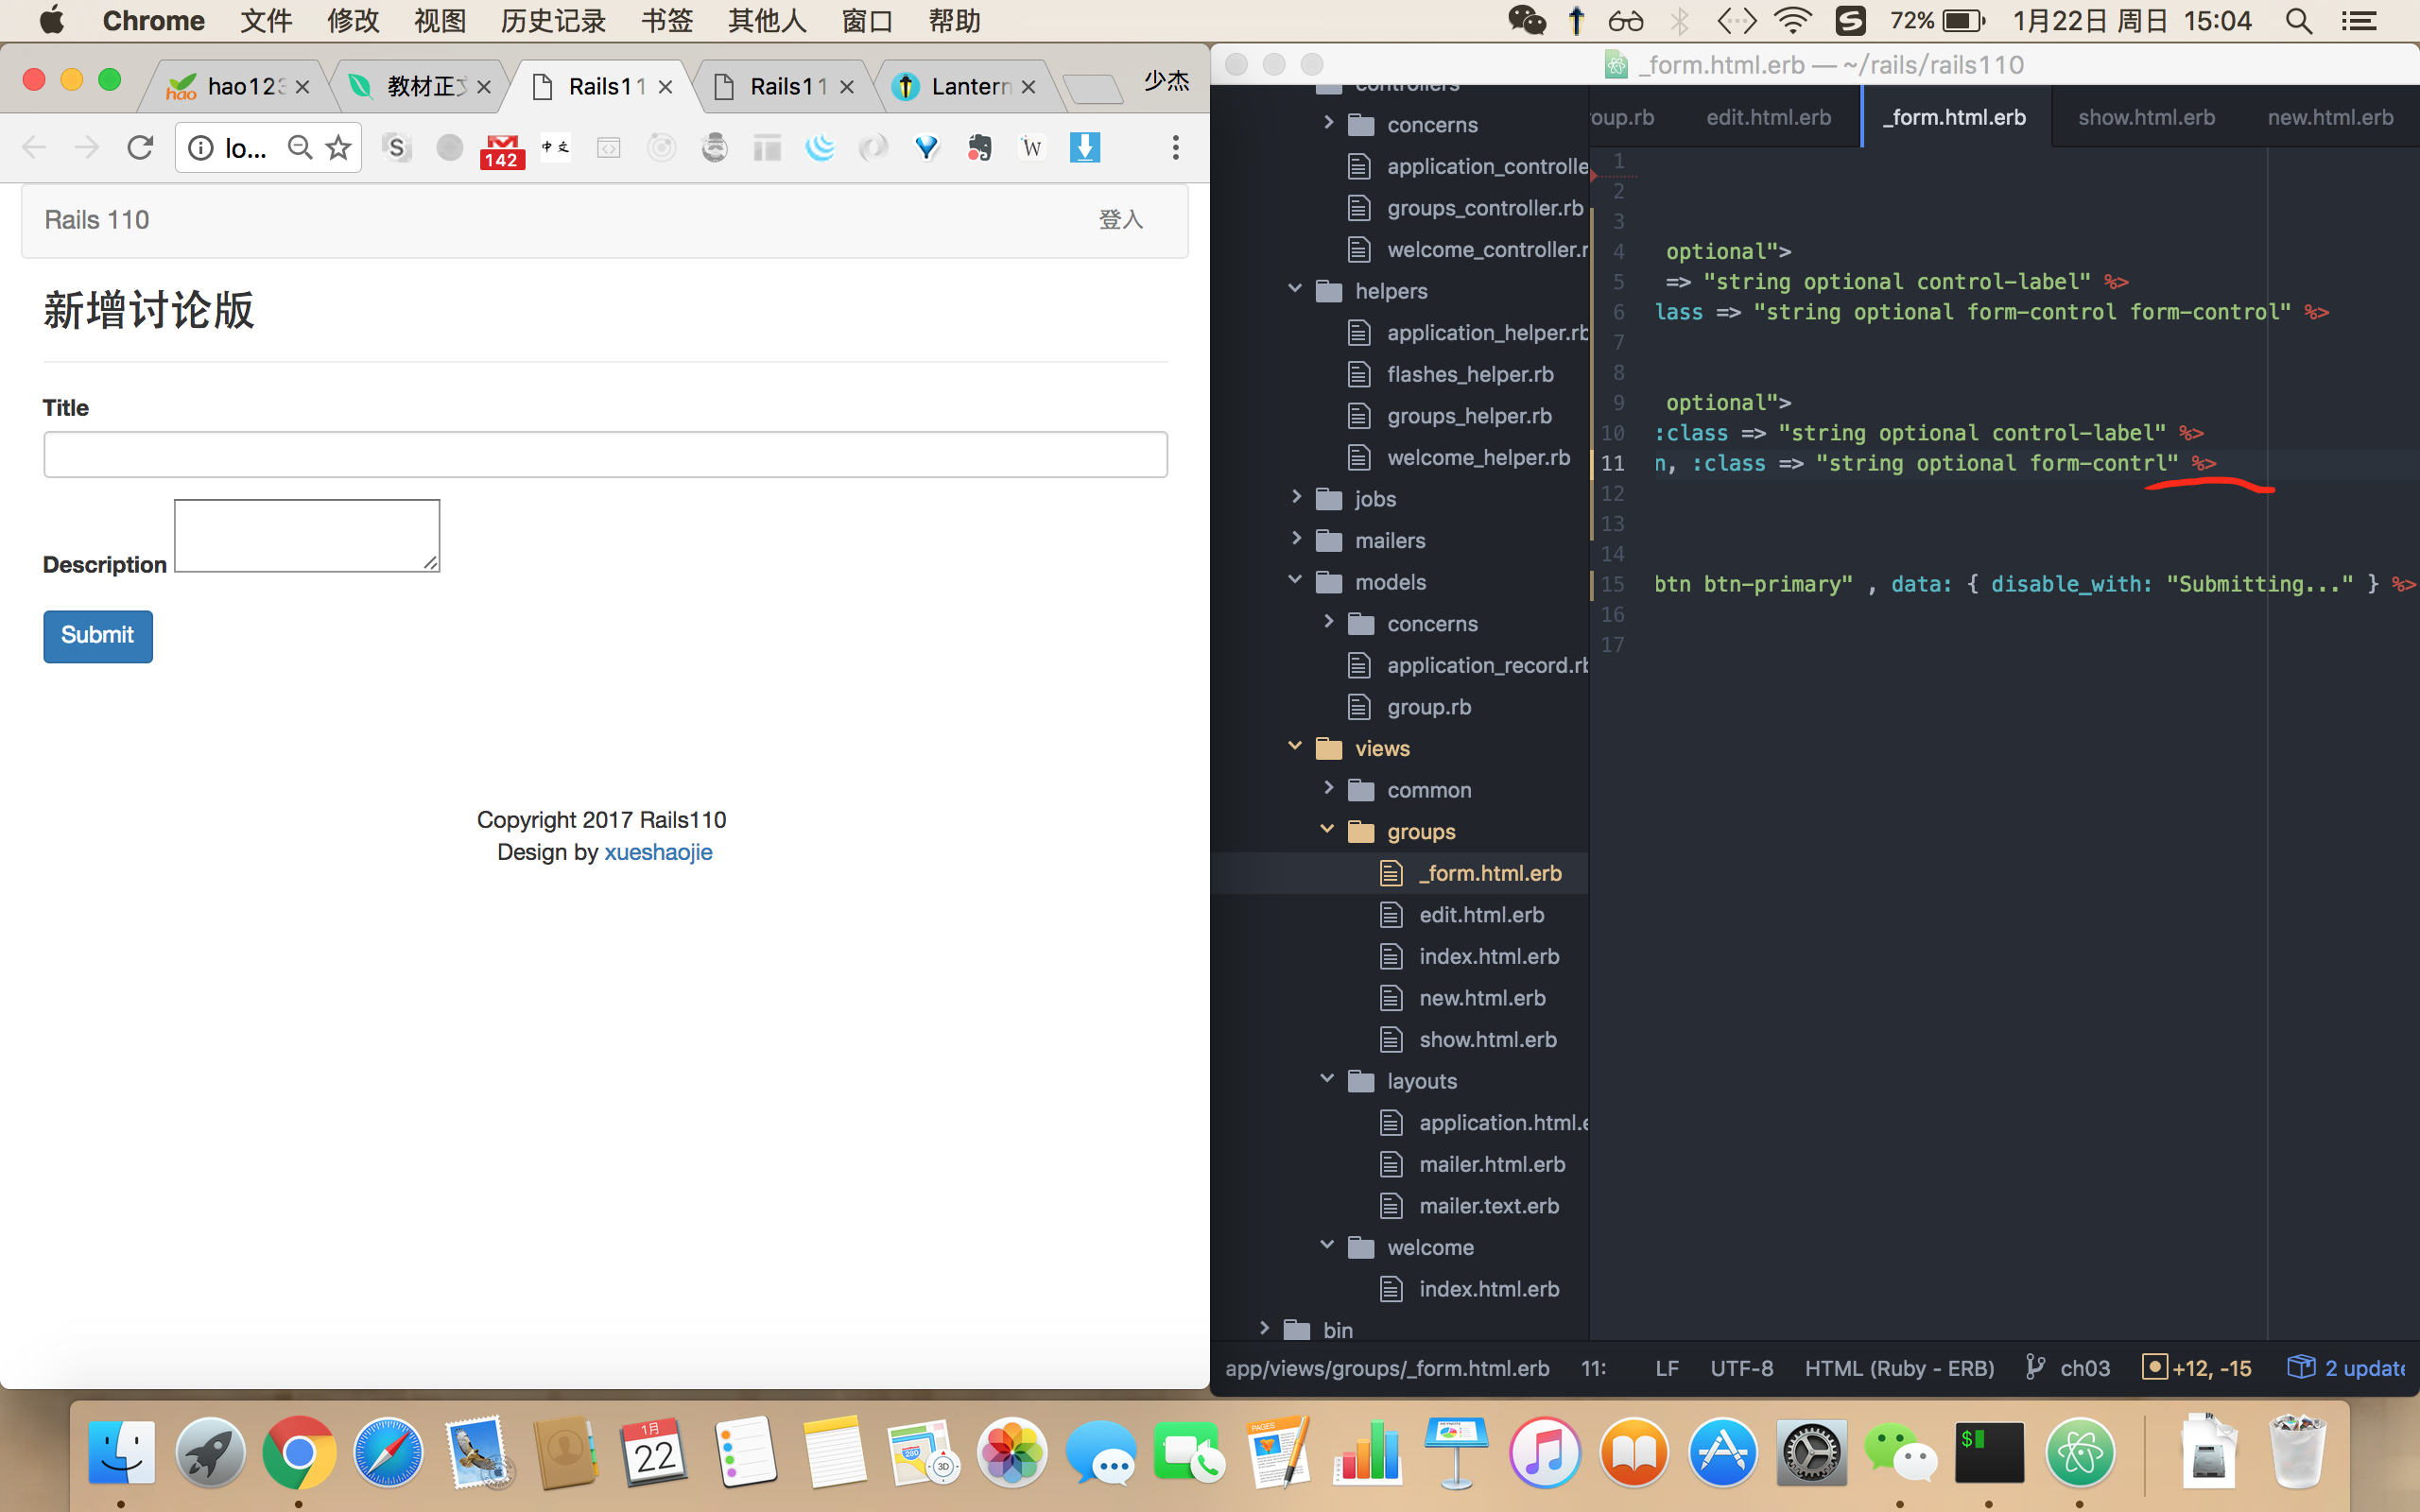 Chrome 文件 修改 视图 历史记录 书签 其他人 窗口 帮助 72% 1月22日 周日 15:04
hao123 教材正文 Rails11 Rails11 Lantern 少杰
lo... S 142 中文 W
Rails 110 登入
新增讨论版
Title
Description
Submit
Copyright 2017 Rails110
Design by xueshaojie
_form.html.erb — ~/rails/rails110
controllers
concerns
application_controlle
groups_controller.rb
welcome_controller.r
helpers
application_helper.rb
flashes_helper.rb
groups_helper.rb
welcome_helper.rb
jobs
mailers
models
concerns
application_record.rb
group.rb
views
common
groups
_form.html.erb
edit.html.erb
index.html.erb
new.html.erb
show.html.erb
layouts
application.html.e
mailer.html.erb
mailer.text.erb
welcome
index.html.erb
bin
oup.rb edit.html.erb _form.html.erb show.html.erb new.html.erb
1
2
3
4 optional">
5 => "string optional control-label" %>
6 lass => "string optional form-control form-control" %>
7
8
9 optional">
10 :class => "string optional control-label" %>
11 n, :class => "string optional form-contrl" %>
12
13
14
15 btn btn-primary" , data: { disable_with: "Submitting..." } %>
16
17
app/views/groups/_form.html.erb 11: LF UTF-8 HTML (Ruby - ERB) ch03 +12, -15 2 update
1月
22
280
3D
PAGES
$